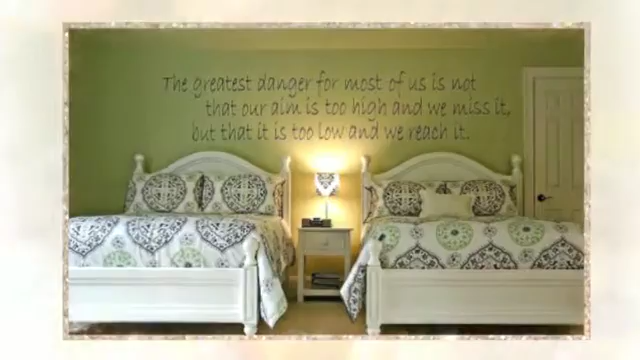 The greatest danger for most of us is not
that our aim is too high and we miss it,
but that it is too low and we reach it.